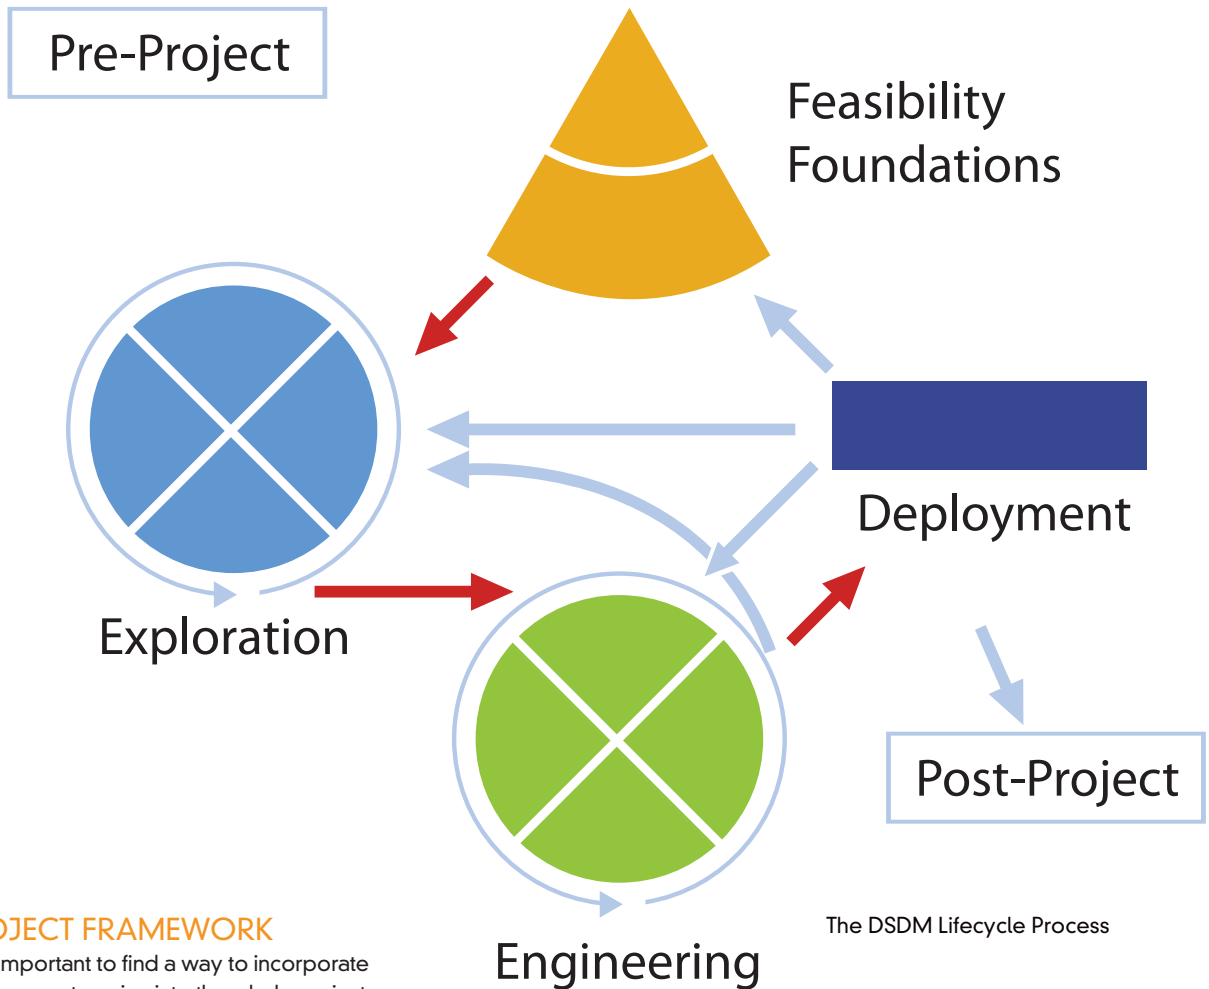 Pre-Project
Feasibility
Foundations
Deployment
Exploration
Post-Project
Engineering
The DSDM Lifecycle Process
JECT FRAMEWORK
important to find a way to incorporate